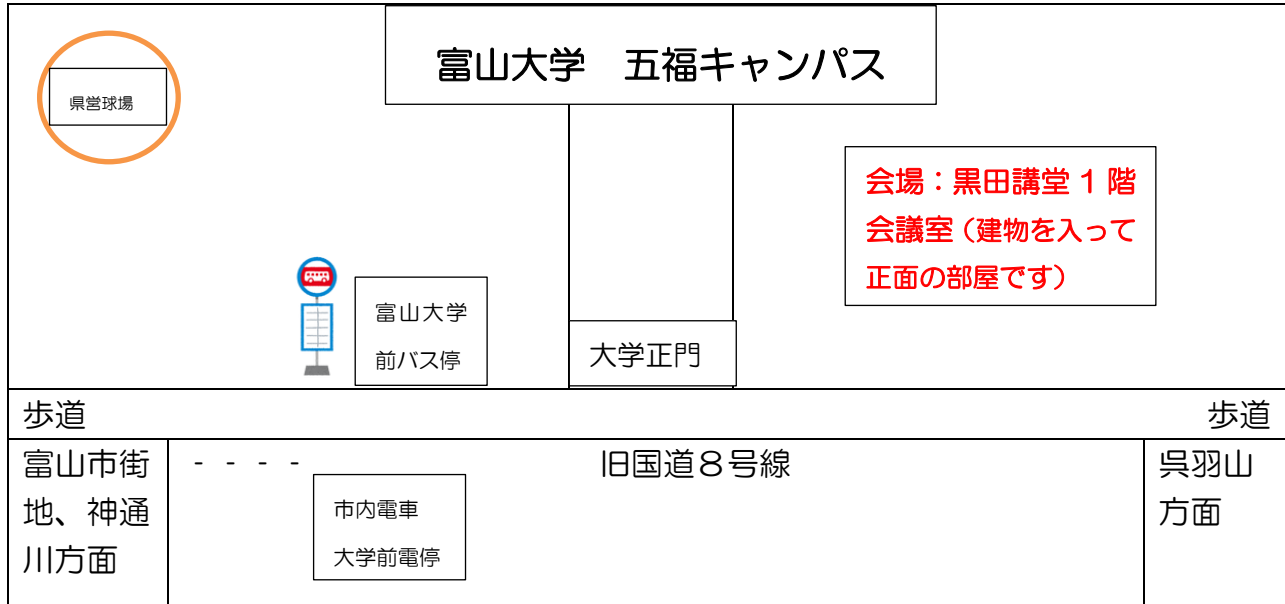 富山大学　五福キャンパス
県営球場
会場：黒田講堂 1 階
会議室（建物を入って
正面の部屋です）
富山大学
前バス停
大学正門
歩道
歩道
富山市街
地、神通
川方面
- - - -
旧国道８号線
呉羽山
方面
市内電車
大学前電停